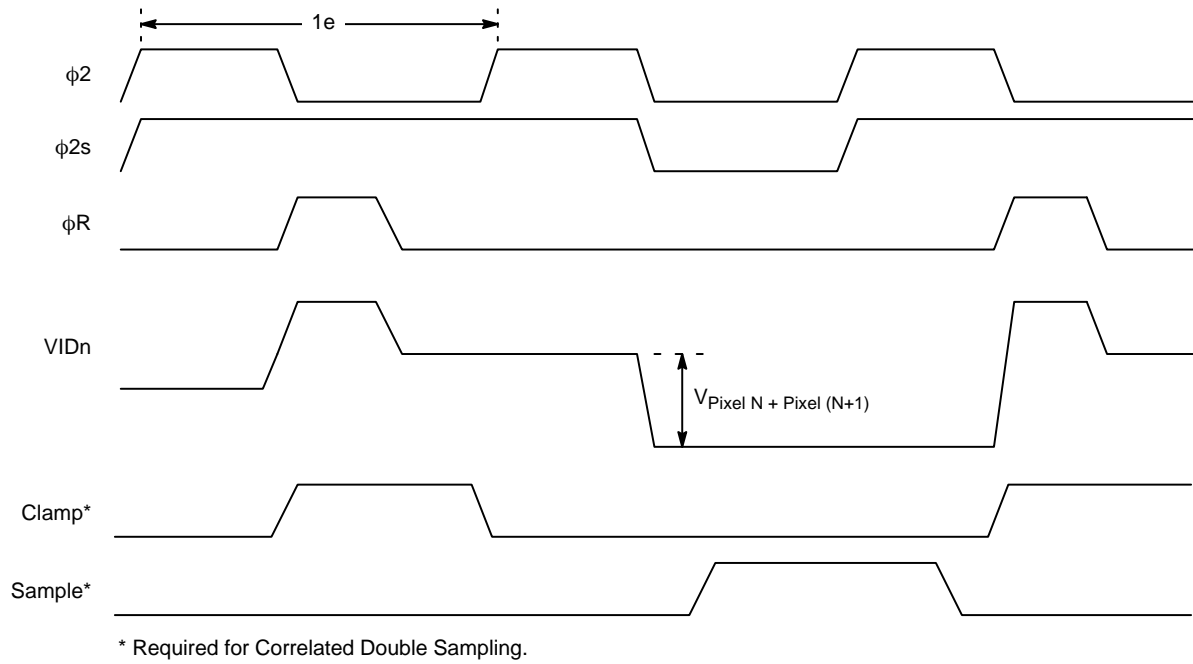 1e
ϕ2
ϕ2s
ϕR
VIDn
VPixel N + Pixel (N+1)
Clamp*
Sample*
* Required for Correlated Double Sampling.